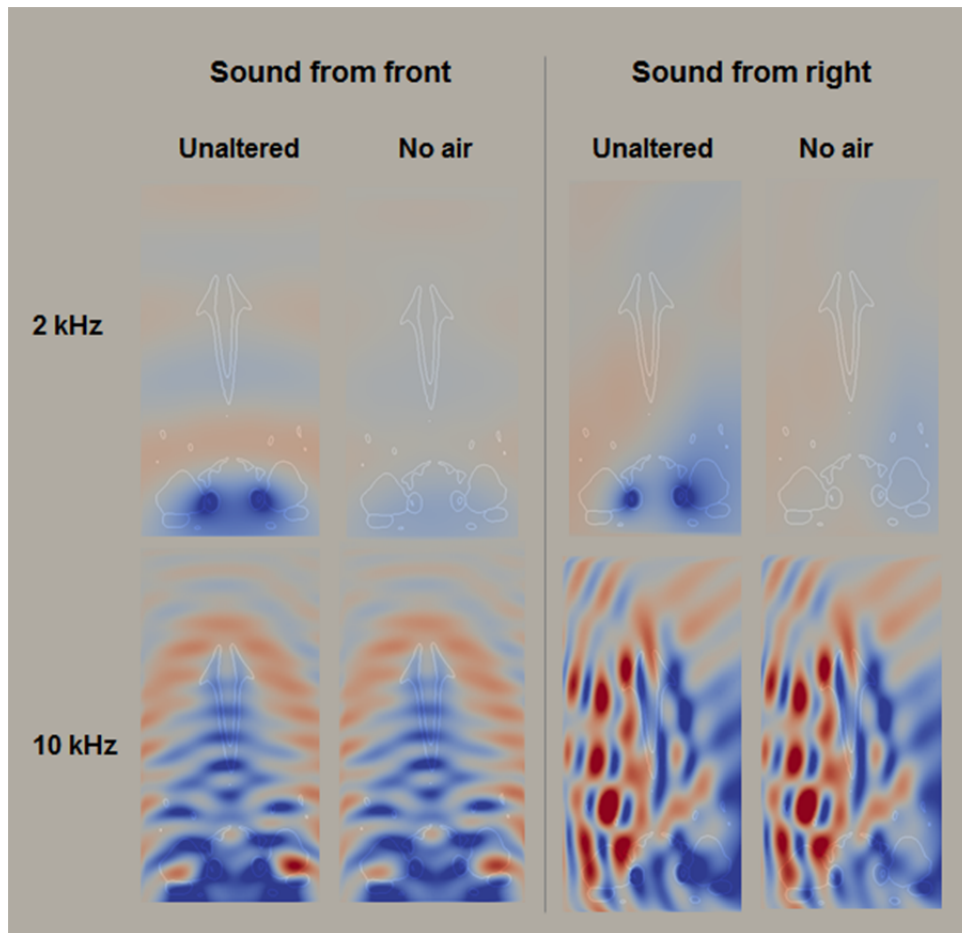 Sound from front
Sound from right
Unaltered
No air
Unaltered
No air
2 kHz
10 kHz